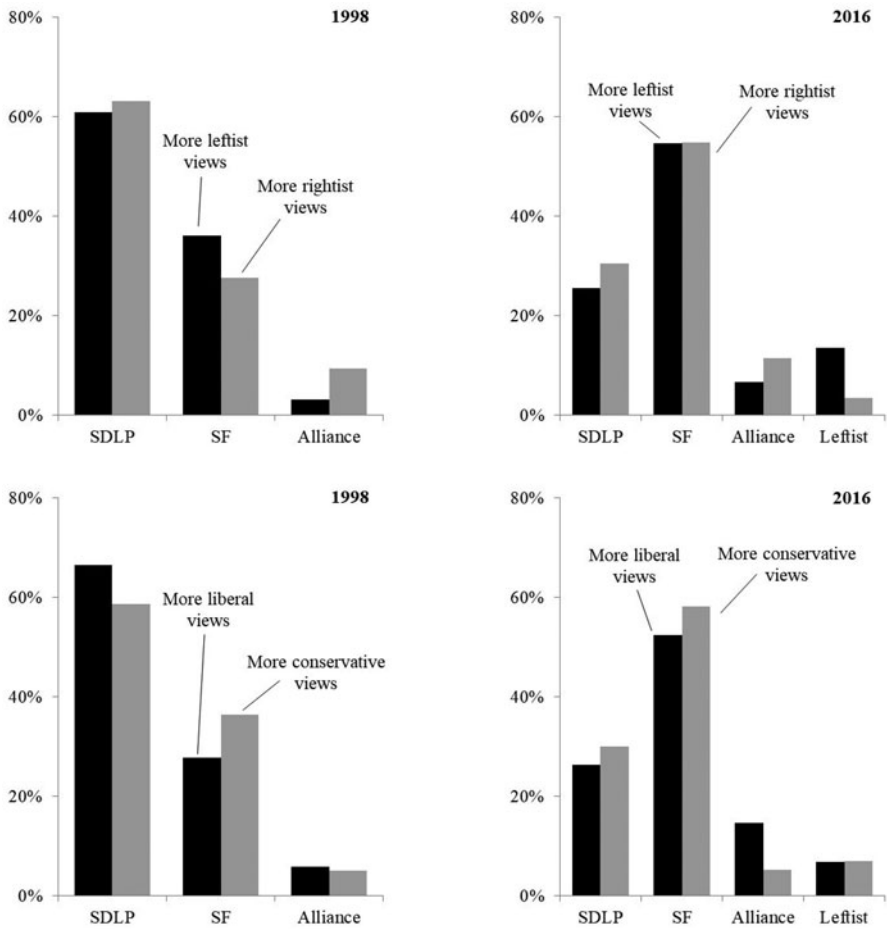 1998
80%
60%
40%
20%
0%
More leftist
views
More rightist
views
SDLP
SF
Alliance
2016
80%
60%
40%
20%
0%
More leftist
views
More rightist
views
SDLP
SF
Alliance
Leftist
1998
80%
60%
40%
20%
0%
More liberal
views
More conservative
views
SDLP
SF
Alliance
2016
80%
60%
40%
20%
0%
More liberal
views
More conservative
views
SDLP
SF
Alliance
Leftist